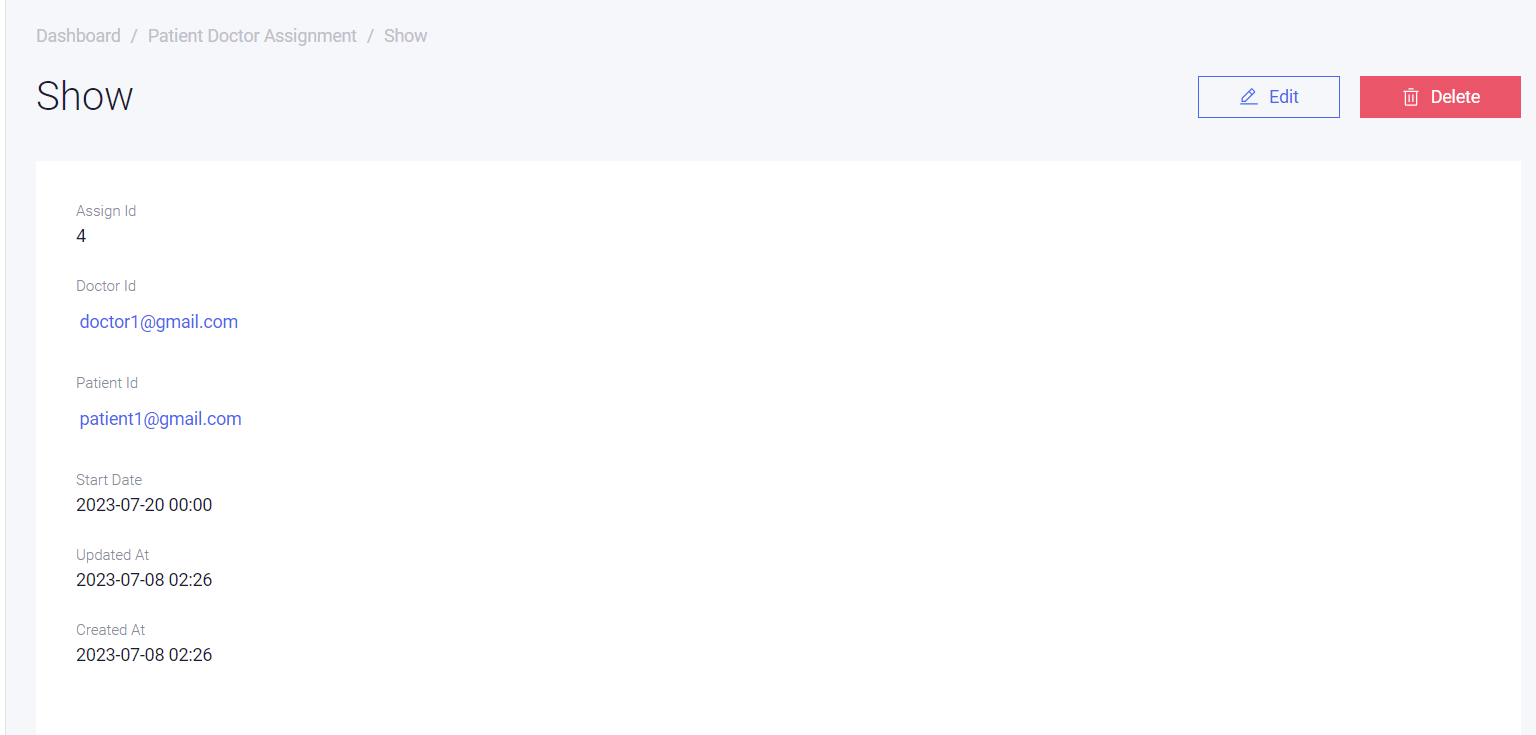 Dashboard / Patient Doctor Assignment / Show
Show
Edit
Delete
Assign Id
4
Doctor Id
doctor1@gmail.com
Patient Id
patient1@gmail.com
Start Date
2023-07-20 00:00
Updated At
2023-07-08 02:26
Created At
2023-07-08 02:26